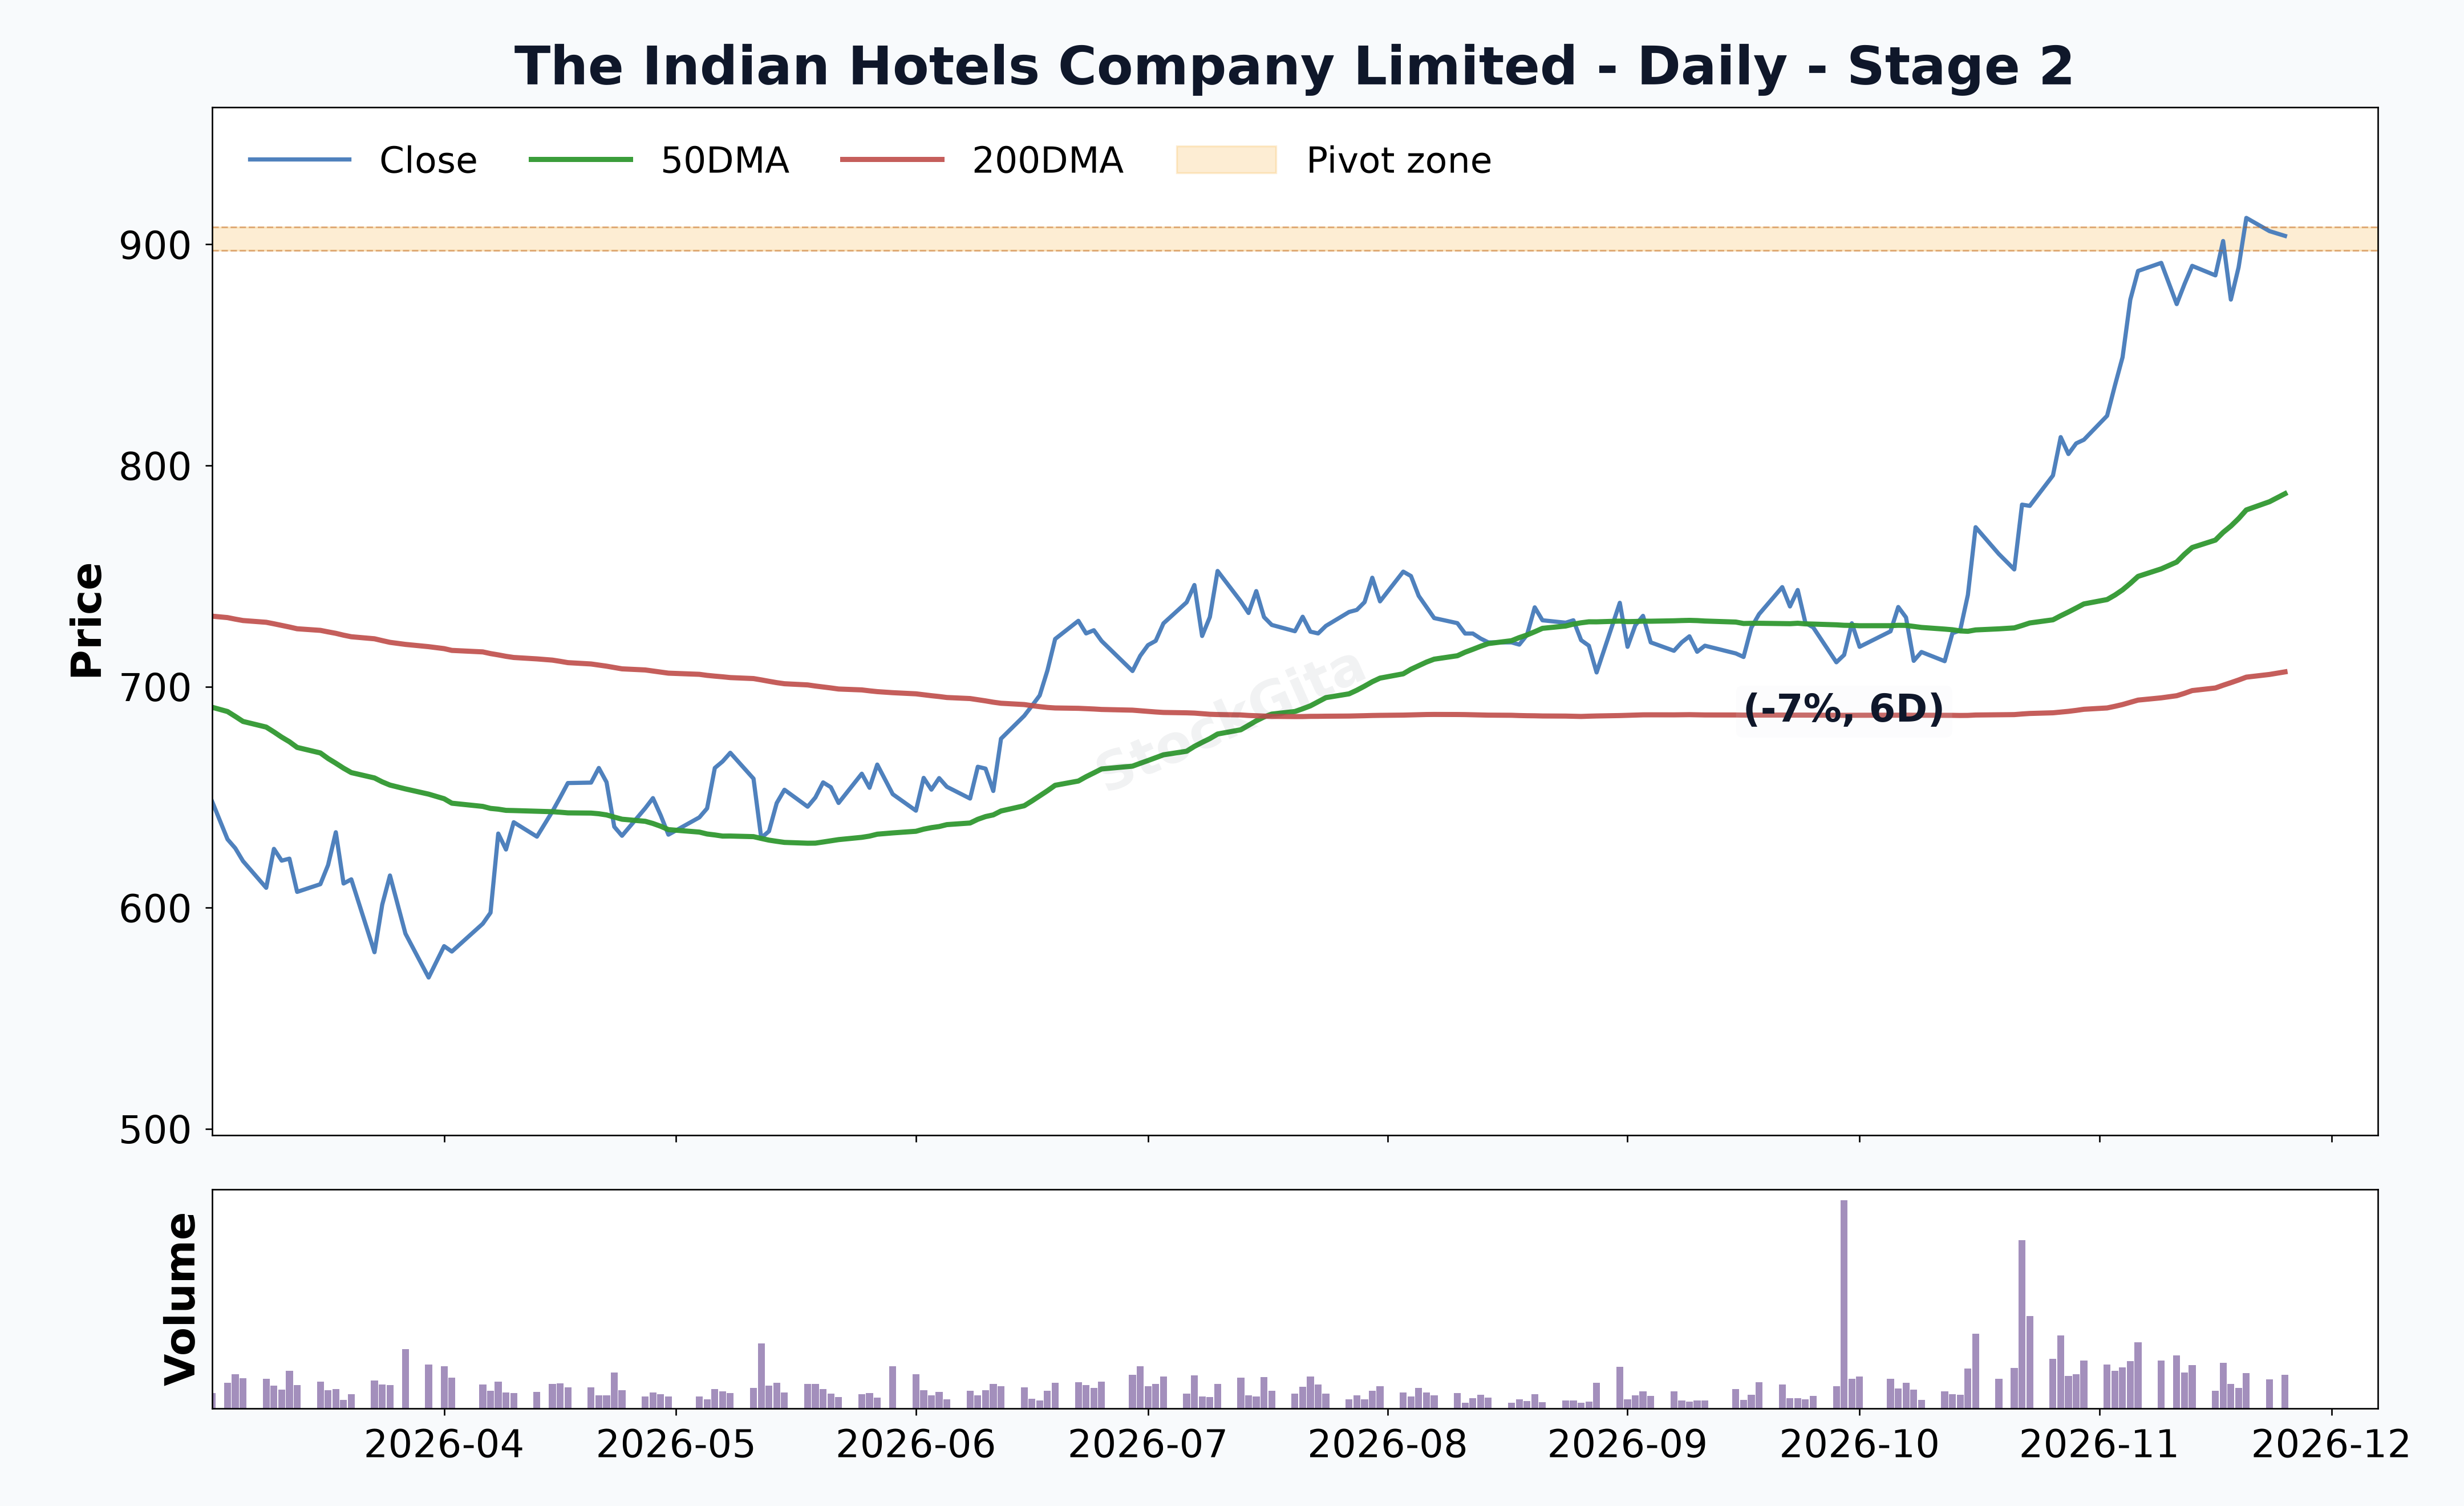 The Indian Hotels Company Limited - Daily - Stage 2
Close 50DMA 200DMA Pivot zone
900
800
700
600
500
Price
(-7%, 6D)
StockGita
Volume
2026-04 2026-05 2026-06 2026-07 2026-08 2026-09 2026-10 2026-11 2026-12